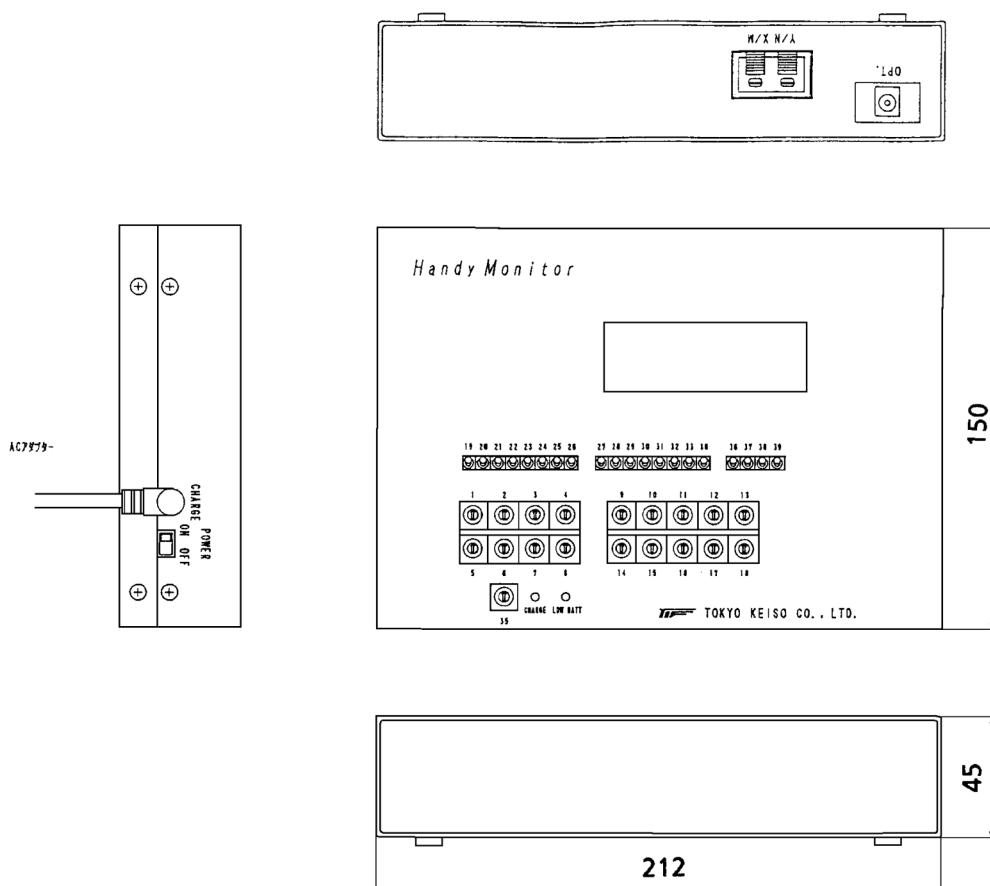 M/X N/Y
OPT.
Handy Monitor
150
ACアダプター
19 20 21 22 23 24 25 26 27 28 29 30 31 32 33 38 36 37 38 39
1 2 3 4 9 10 11 12 13
CHARGE
POWER
ON OFF
5 6 7 8 14 15 16 17 18
CHARGE LOW BATT
35
TOKYO KEISO CO., LTD.
45
212